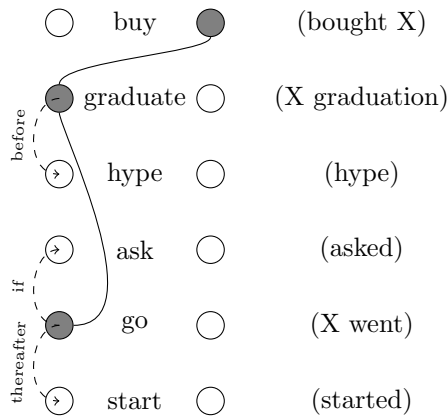 buy (bought X)
graduate (X graduation)
before
hype (hype)
ask (asked)
if
go (X went)
thereafter
start (started)